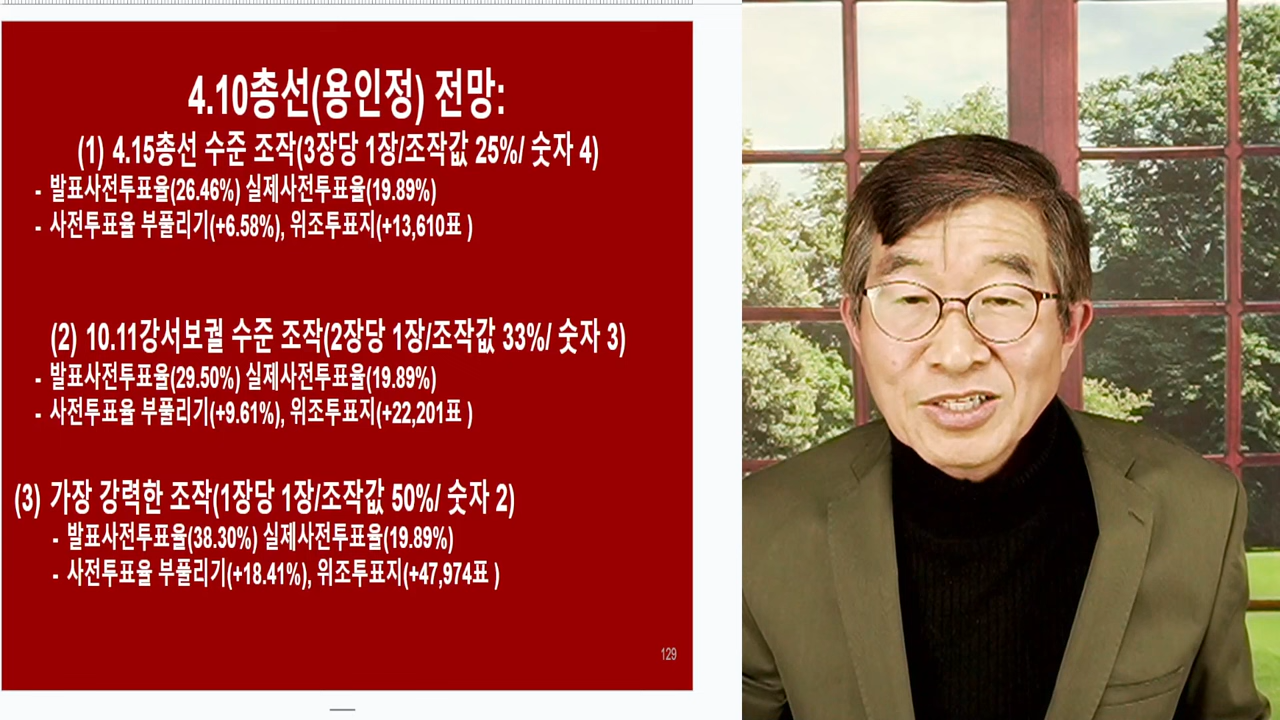 4.10총선(용인정) 전망:
(1) 4.15총선 수준 조작(3장당 1장/조작값 25%/ 숫자 4)
- 발표사전투표율(26.46%) 실제사전투표율(19.89%)
- 사전투표율 부풀리기(+6.58%), 위조투표지(+13,610표 )
(2) 10.11강서보궐 수준 조작(2장당 1장/조작값 33%/ 숫자 3)
- 발표사전투표율(29.50%) 실제사전투표율(19.89%)
- 사전투표율 부풀리기(+9.61%), 위조투표지(+22,201표 )
(3) 가장 강력한 조작(1장당 1장/조작값 50%/ 숫자 2)
- 발표사전투표율(38.30%) 실제사전투표율(19.89%)
- 사전투표율 부풀리기(+18.41%), 위조투표지(+47,974표 )
129